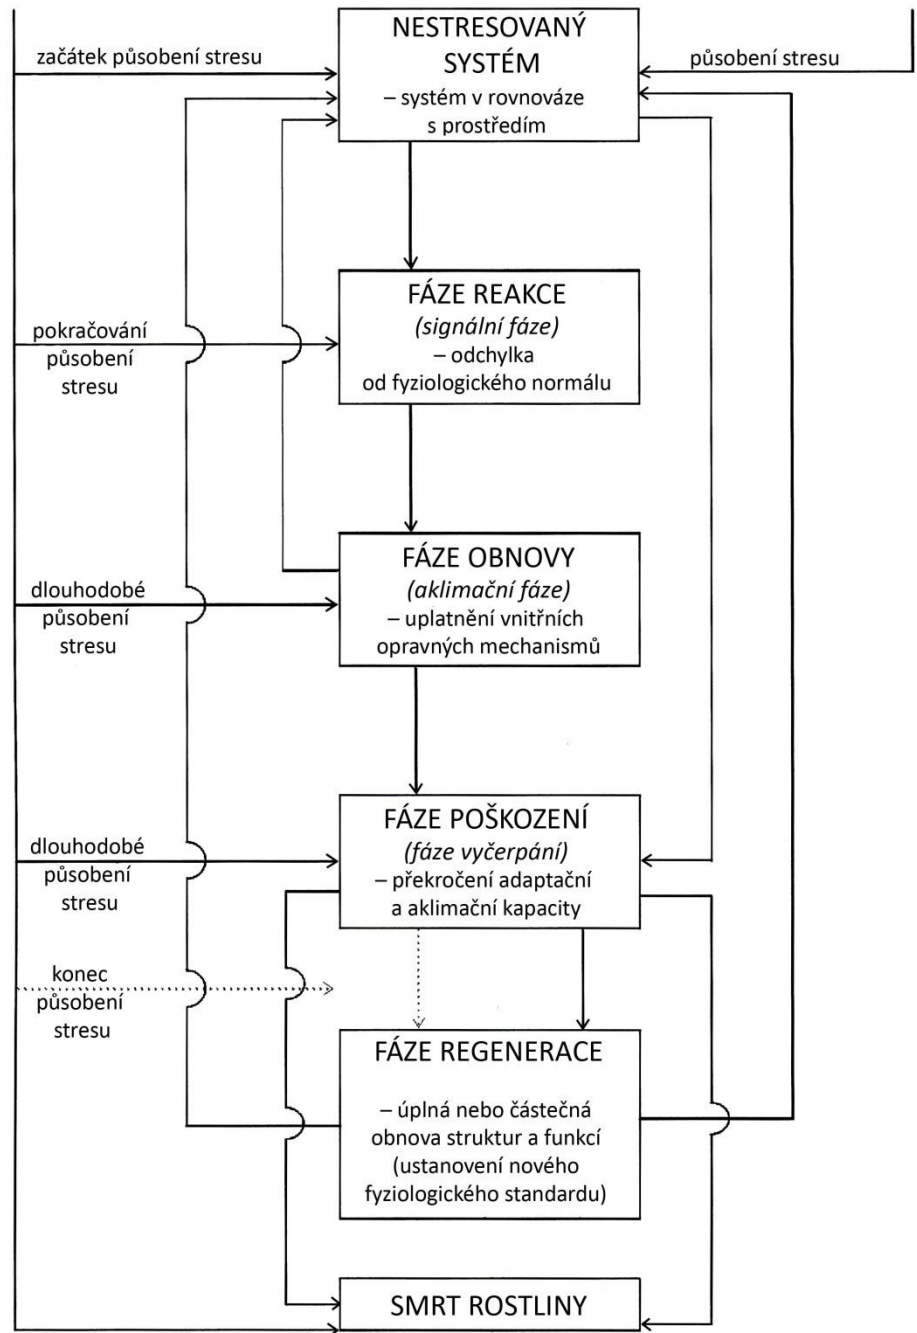 NESTRESOVANÝ
SYSTÉM
– systém v rovnováze
s prostředím
začátek působení stresu
působení stresu
FÁZE REAKCE
(signální fáze)
– odchylka
od fyziologického normálu
pokračování
působení
stresu
FÁZE OBNOVY
(aklimační fáze)
– uplatnění vnitřních
opravných mechanismů
dlouhodobé
působení
stresu
FÁZE POŠKOZENÍ
(fáze vyčerpání)
– překročení adaptační
a aklimační kapacity
dlouhodobé
působení
stresu
konec
působení
stresu
FÁZE REGENERACE
– úplná nebo částečná
obnova struktur a funkcí
(ustanovení nového
fyziologického standardu)
SMRT ROSTLINY